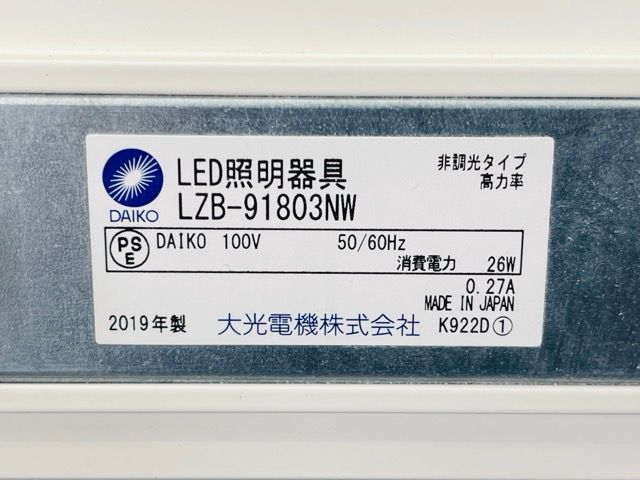 LED照明器具
非調光タイプ
高力率
LZB-91803NW
DAIKO
PS
E
DAIKO 100V 50/60Hz
消費電力 26W
0.27A
MADE IN JAPAN
2019年製 大光電機株式会社 K922D①